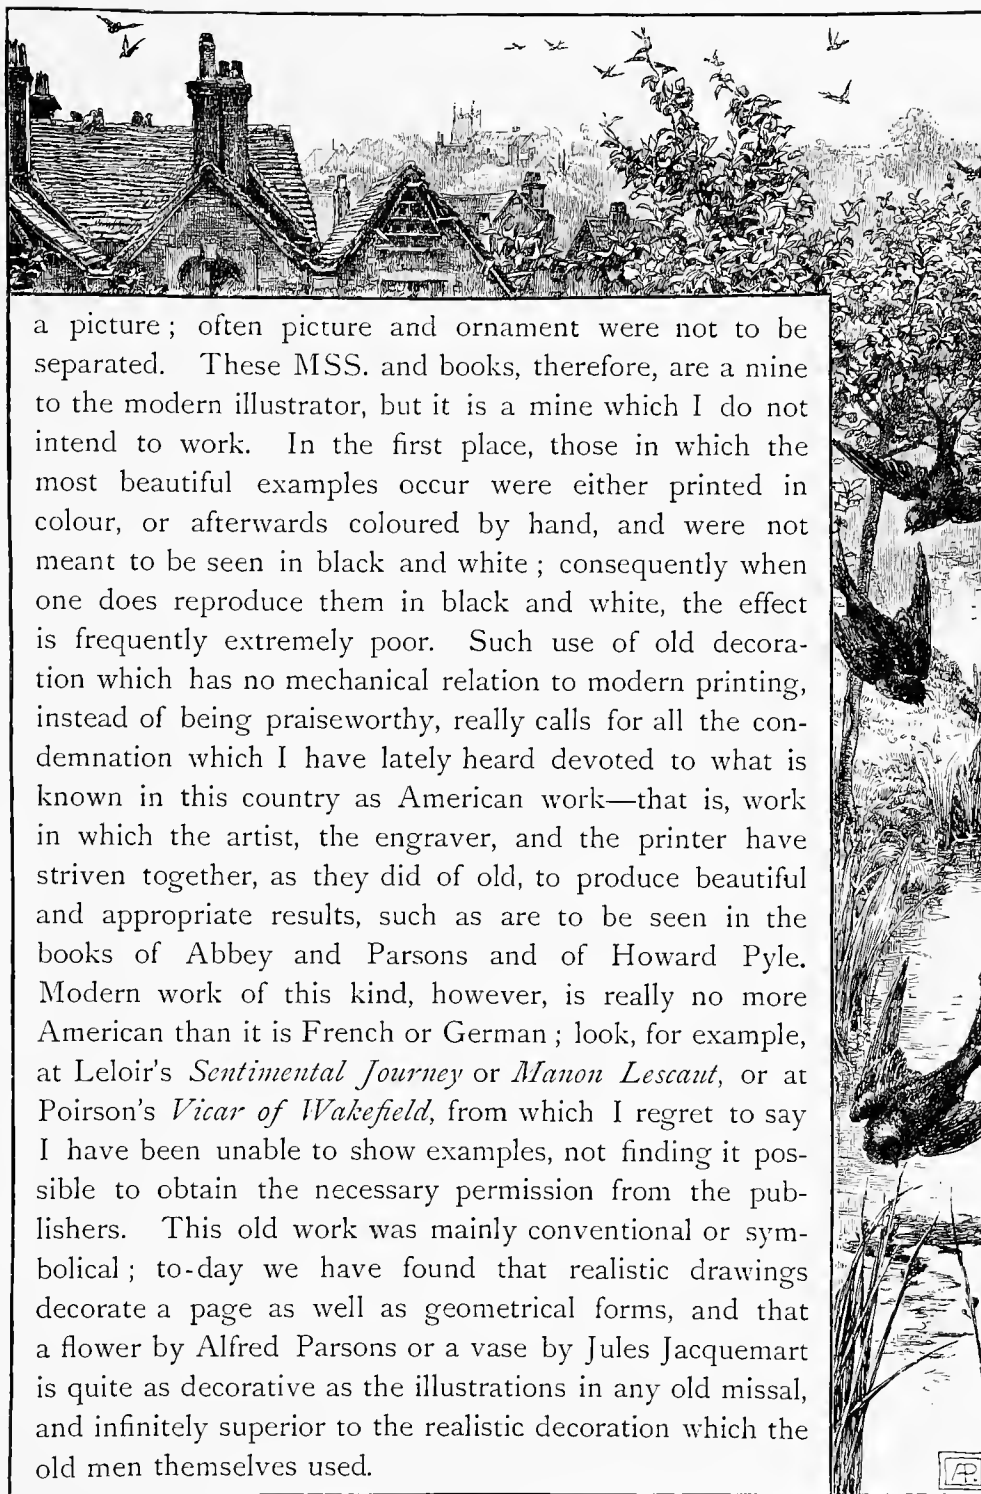 a picture ; often picture and ornament were not to be
separated. These MSS. and books, therefore, are a mine
to the modern illustrator, but it is a mine which I do not
intend to work. In the first place, those in which the
most beautiful examples occur were either printed in
colour, or afterwards coloured by hand, and were not
meant to be seen in black and white ; consequently when
one does reproduce them in black and white, the effect
is frequently extremely poor. Such use of old decora-
tion which has no mechanical relation to modern printing,
instead of being praiseworthy, really calls for all the con-
demnation which I have lately heard devoted to what is
known in this country as American work—that is, work
in which the artist, the engraver, and the printer have
striven together, as they did of old, to produce beautiful
and appropriate results, such as are to be seen in the
books of Abbey and Parsons and of Howard Pyle.
Modern work of this kind, however, is really no more
American than it is French or German ; look, for example,
at Leloir's Sentimental Journey or Manon Lescaut, or at
Poirson's Vicar of Wakefield, from which I regret to say
I have been unable to show examples, not finding it pos-
sible to obtain the necessary permission from the pub-
lishers. This old work was mainly conventional or sym-
bolical ; to-day we have found that realistic drawings
decorate a page as well as geometrical forms, and that
a flower by Alfred Parsons or a vase by Jules Jacquemart
is quite as decorative as the illustrations in any old missal,
and infinitely superior to the realistic decoration which the
old men themselves used.
AP.